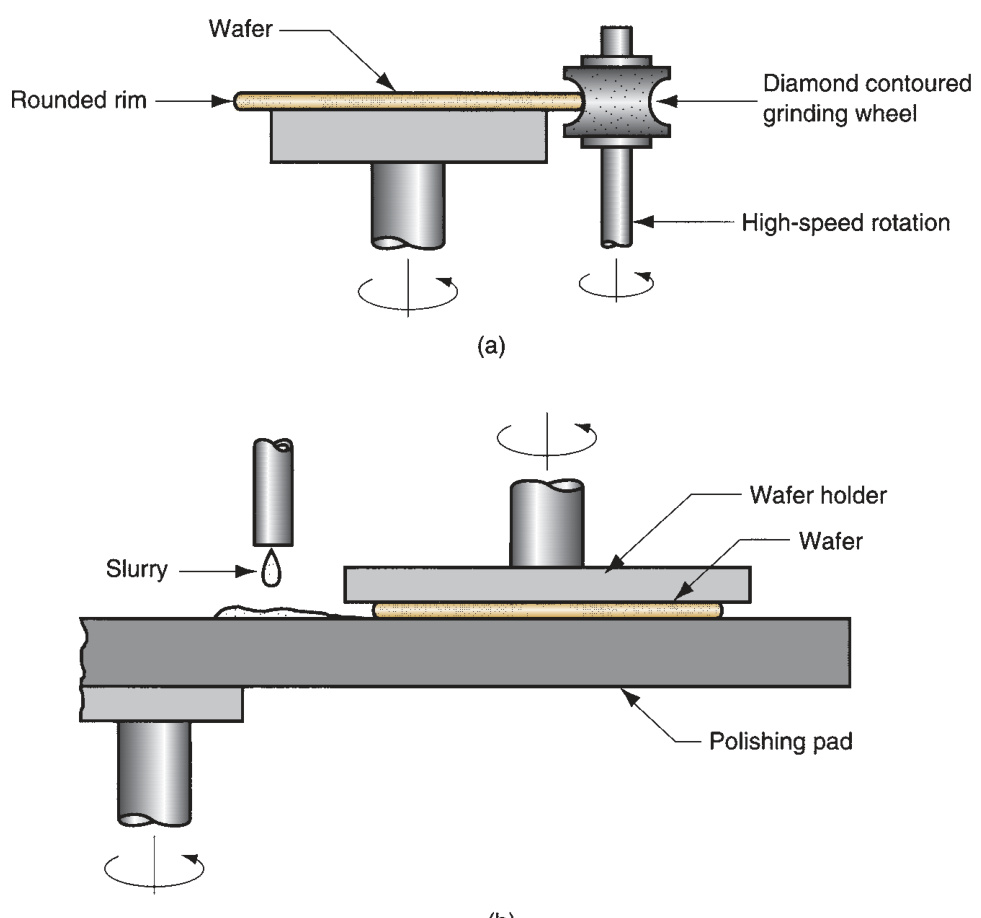 Wafer
Rounded rim
Diamond contoured
grinding wheel
High-speed rotation
(a)
Wafer holder
Wafer
Slurry
Polishing pad
(b)